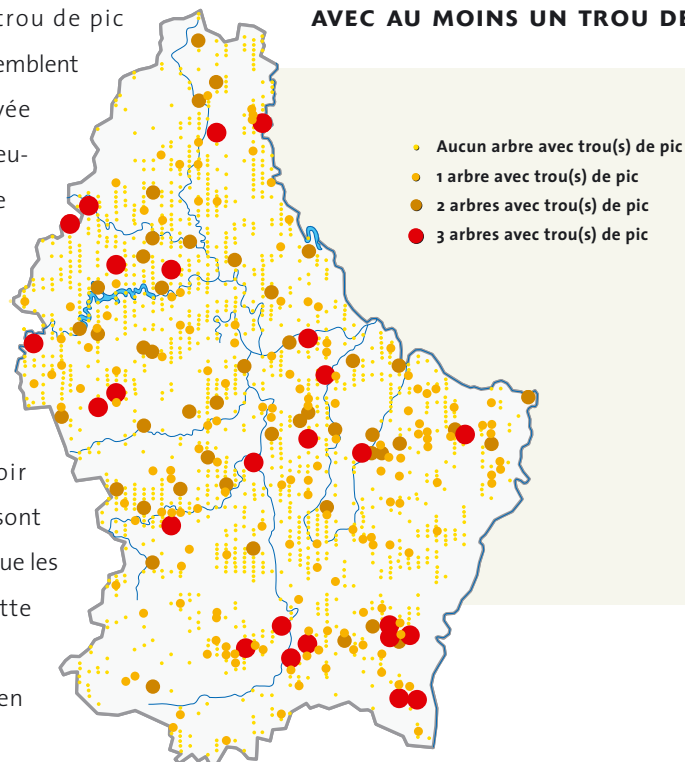 trou de pic
emblent
vée
eu-
e
oir
sont
ue les
tte
en
AVEC AU MOINS UN TROU DE
Aucun arbre avec trou(s) de pic
1 arbre avec trou(s) de pic
2 arbres avec trou(s) de pic
3 arbres avec trou(s) de pic